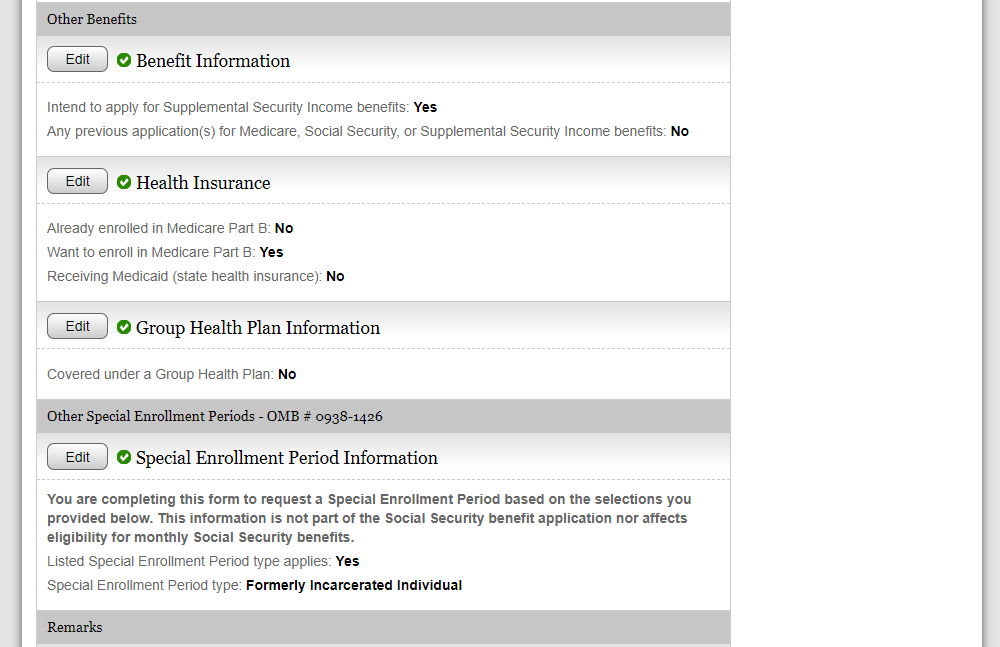 Other Benefits
Edit
Benefit Information
Intend to apply for Supplemental Security Income benefits: Yes
Any previous application(s) for Medicare, Social Security, or Supplemental Security Income benefits: No
Edit
Health Insurance
Already enrolled in Medicare Part B: No
Want to enroll in Medicare Part B: Yes
Receiving Medicaid (state health insurance): No
Edit
Group Health Plan Information
Covered under a Group Health Plan: No
Other Special Enrollment Periods - OMB # 0938-1426
Edit
Special Enrollment Period Information
You are completing this form to request a Special Enrollment Period based on the selections you
provided below. This information is not part of the Social Security benefit application nor affects
eligibility for monthly Social Security benefits.
Listed Special Enrollment Period type applies: Yes
Special Enrollment Period type: Formerly Incarcerated Individual
Remarks